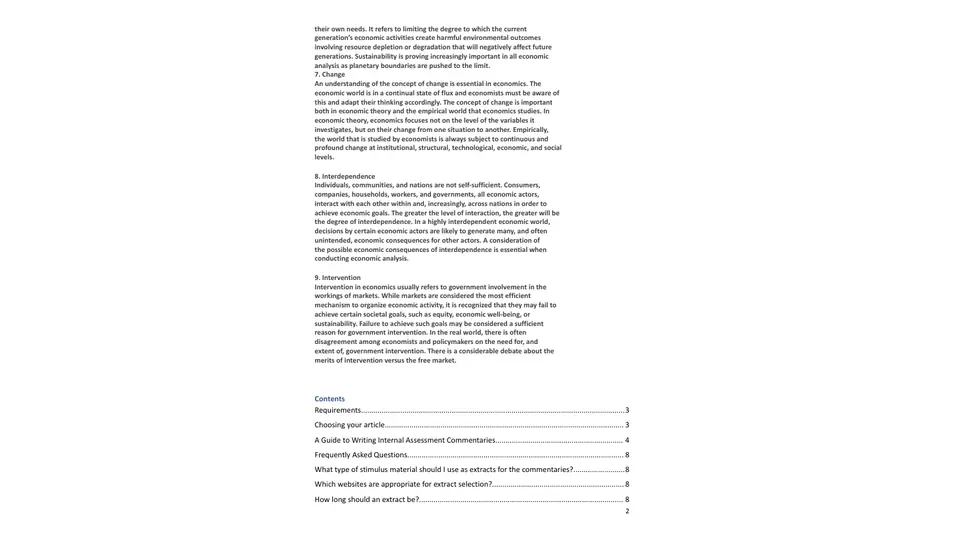 their own needs. It refers to limiting the degree to which the current
generation's economic activities create harmful environmental outcomes
involving resource depletion or degradation that will negatively affect future
generations. Sustainability is proving increasingly important in all economic
analysis as planetary boundaries are pushed to the limit.
7. Change
An understanding of the concept of change is essential in economics. The
economic world is in a continual state of flux and economists must be aware of
this and adapt their thinking accordingly. The concept of change is important
both in economic theory and the empirical world that economics studies. In
economic theory, economics focuses not on the level of the variables it
investigates, but on their change from one situation to another. Empirically,
the world that is studied by economists is always subject to continuous and
profound change at institutional, structural, technological, economic, and social
levels.
8. Interdependence
Individuals, communities, and nations are not self-sufficient. Consumers,
companies, households, workers, and governments, all economic actors,
interact with each other within and, increasingly, across nations in order to
achieve economic goals. The greater the level of interaction, the greater will be
the degree of interdependence. In a highly interdependent economic world,
decisions by certain economic actors are likely to generate many, and often
unintended, economic consequences for other actors. A consideration of
the possible economic consequences of interdependence is essential when
conducting economic analysis.
9. Intervention
Intervention in economics usually refers to government involvement in the
workings of markets. While markets are considered the most efficient
mechanism to organize economic activity, it is recognized that they may fail to
achieve certain societal goals, such as equity, economic well-being, or
sustainability. Failure to achieve such goals may be considered a sufficient
reason for government intervention. In the real world, there is often
disagreement among economists and policymakers on the need for, and
extent of, government intervention. There is a considerable debate about the
merits of intervention versus the free market.
Contents
Requirements.......... 3
Choosing your article.......... 3
A Guide to Writing Internal Assessment Commentaries.......... 4
Frequently Asked Questions.......... 8
What type of stimulus material should I use as extracts for the commentaries?.......... 8
Which websites are appropriate for extract selection?.......... 8
How long should an extract be?.......... 8
2